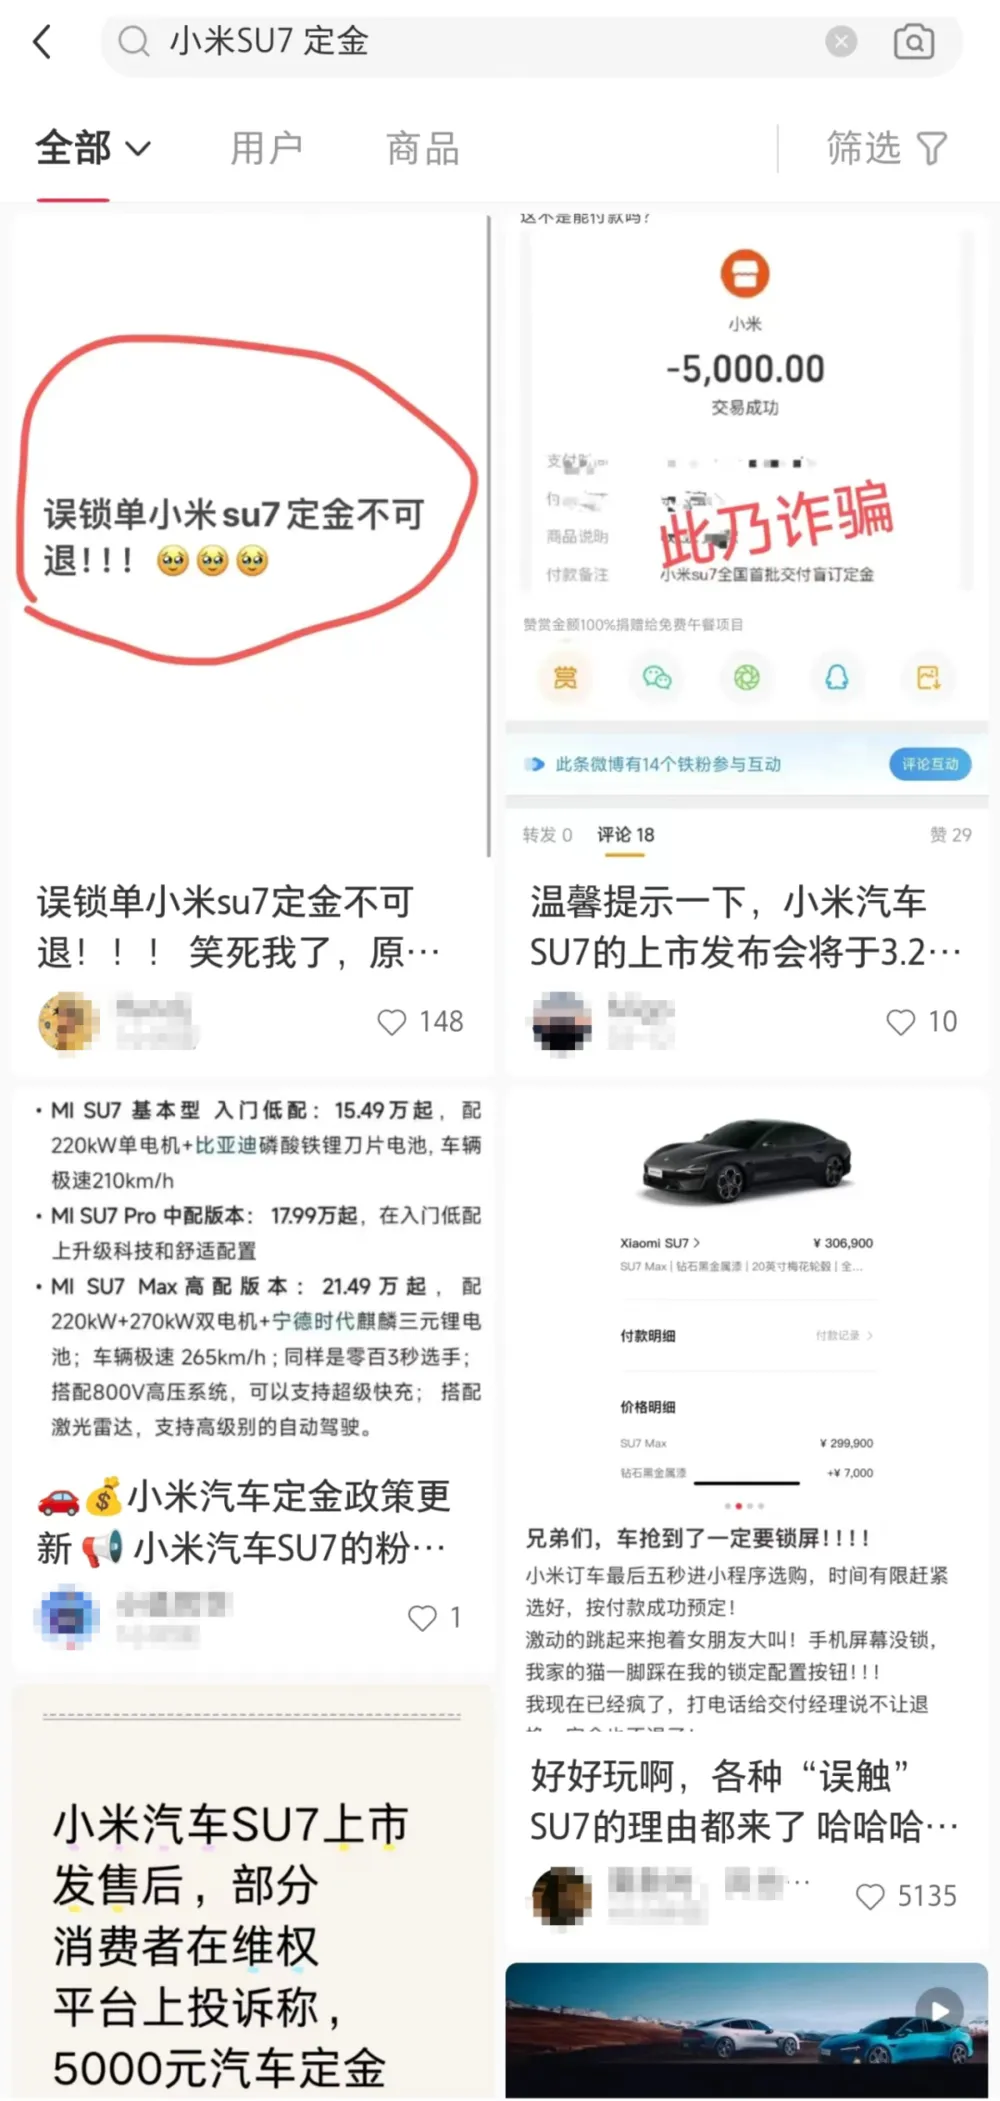 小米SU7 定金
全部
用户
商品
筛选
误锁单小米su7定金不可
退!!! 🥹🥹🥹
误锁单小米su7定金不可
退！！！ 笑死我了，原…
148
这不是能付款吗?
小米
-5,000.00
交易成功
商品说明
付款备注
小米su7全国首批交付盲订定金
此乃诈骗
赞赏金额100%捐赠给免费午餐项目
赏
此条微博有14个铁粉参与互动
评论互动
转发 0
评论 18
赞 29
温馨提示一下，小米汽车
SU7的上市发布会将于3.2…
10
• MI SU7 基本型 入门低配：15.49万起，配
220kW单电机+比亚迪磷酸铁锂刀片电池, 车辆
极速210km/h
• MI SU7 Pro 中配版本： 17.99万起，在入门低配
上升级科技和舒适配置
• MI SU7 Max高配版本：21.49万起，配
220kW+270kW双电机+宁德时代麒麟三元锂电
池；车辆极速 265km/h；同样是零百3秒选手；
搭配800V高压系统，可以支持超级快充； 搭配
激光雷达，支持高级别的自动驾驶。
🚗💰小米汽车定金政策更
新 📢 小米汽车SU7的粉…
1
Xiaomi SU7 >
¥ 306,900
SU7 Max | 钻石黑金属漆 | 20英寸梅花轮毂 | 全...
付款明细
付款记录 >
价格明细
SU7 Max
¥ 299,900
钻石黑金属漆
+¥ 7,000
兄弟们，车抢到了一定要锁屏!!!!
小米订车最后五秒进小程序选购，时间有限赶紧
选好，按付款成功预定!
激动的跳起来抱着女朋友大叫！手机屏幕没锁，
我家的猫一脚踩在我的锁定配置按钮!!!
我现在已经疯了，打电话给交付经理说不让退
好好玩啊，各种“误触”
SU7的理由都来了 哈哈哈…
5135
小米汽车SU7上市
发售后，部分
消费者在维权
平台上投诉称，
5000元汽车定金